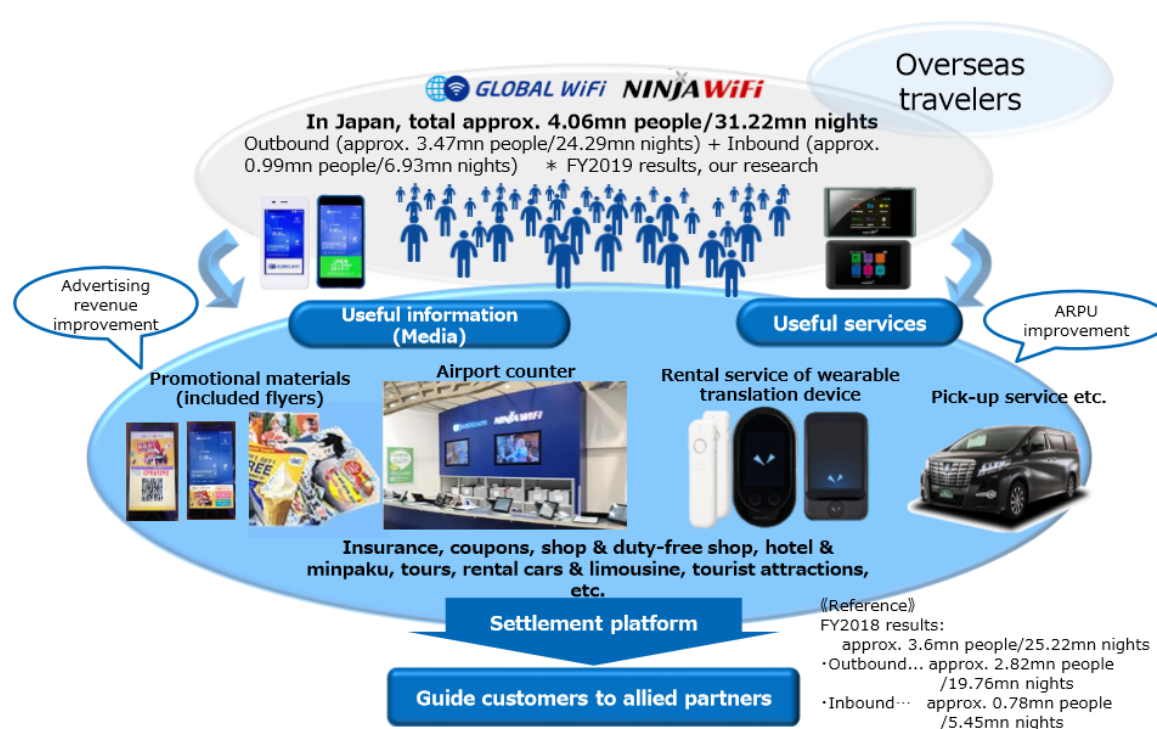 Overseas
travelers
GLOBAL WiFi NINJA WiFi
In Japan, total approx. 4.06mn people/31.22mn nights
Outbound (approx. 3.47mn people/24.29mn nights) + Inbound (approx.
0.99mn people/6.93mn nights) ＊ FY2019 results, our research
Advertising
revenue
improvement
Useful information
(Media)
Useful services
ARPU
improvement
Promotional materials
(included flyers)
Airport counter
Rental service of wearable
translation device
Pick-up service etc.
NINJA WiFi
FREE
Insurance, coupons, shop & duty-free shop, hotel &
minpaku, tours, rental cars & limousine, tourist attractions,
etc.
Settlement platform
Guide customers to allied partners
《Reference》
FY2018 results:
approx. 3.6mn people/25.22mn nights
・Outbound... approx. 2.82mn people
/19.76mn nights
・Inbound… approx. 0.78mn people
/5.45mn nights